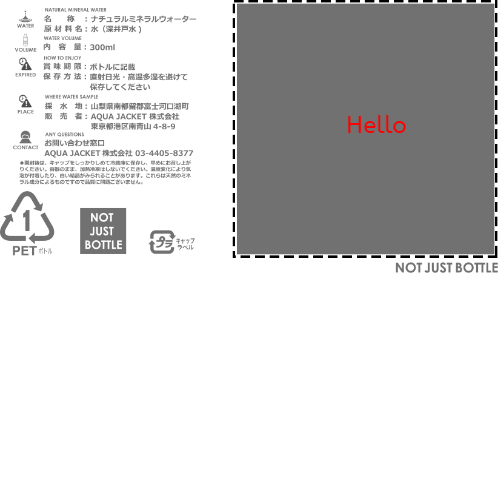 NATURAL MINERAL WATER
名 称 : ナチュラルミネラルウォーター
原 材 料 名 : 水 ( 深井戸水 )
WATER
WATER VOLUME
内 容 量 : 300ml
VOLUME
HOW TO ENJOY
賞 味 期 限 : ボトルに記載
保 存 方 法 : 直射日光・高温多湿を避けて
保存してください
EXPIRED
WHERE WATER SAMPLE
採 水 地 : 山梨県南都留郡富士河口湖町
販 売 者 : AQUA JACKET 株式会社
東京都港区南青山 4-8-9
PLACE
ANY QUESTIONS
お問い合わせ窓口
AQUA JACKET 株式会社 03-4405-8377
CONTACT
1
PET ボトル
NOT
JUST
BOTTLE
プラ
キャップ
ラベル
Hello
NOT JUST BOTTLE